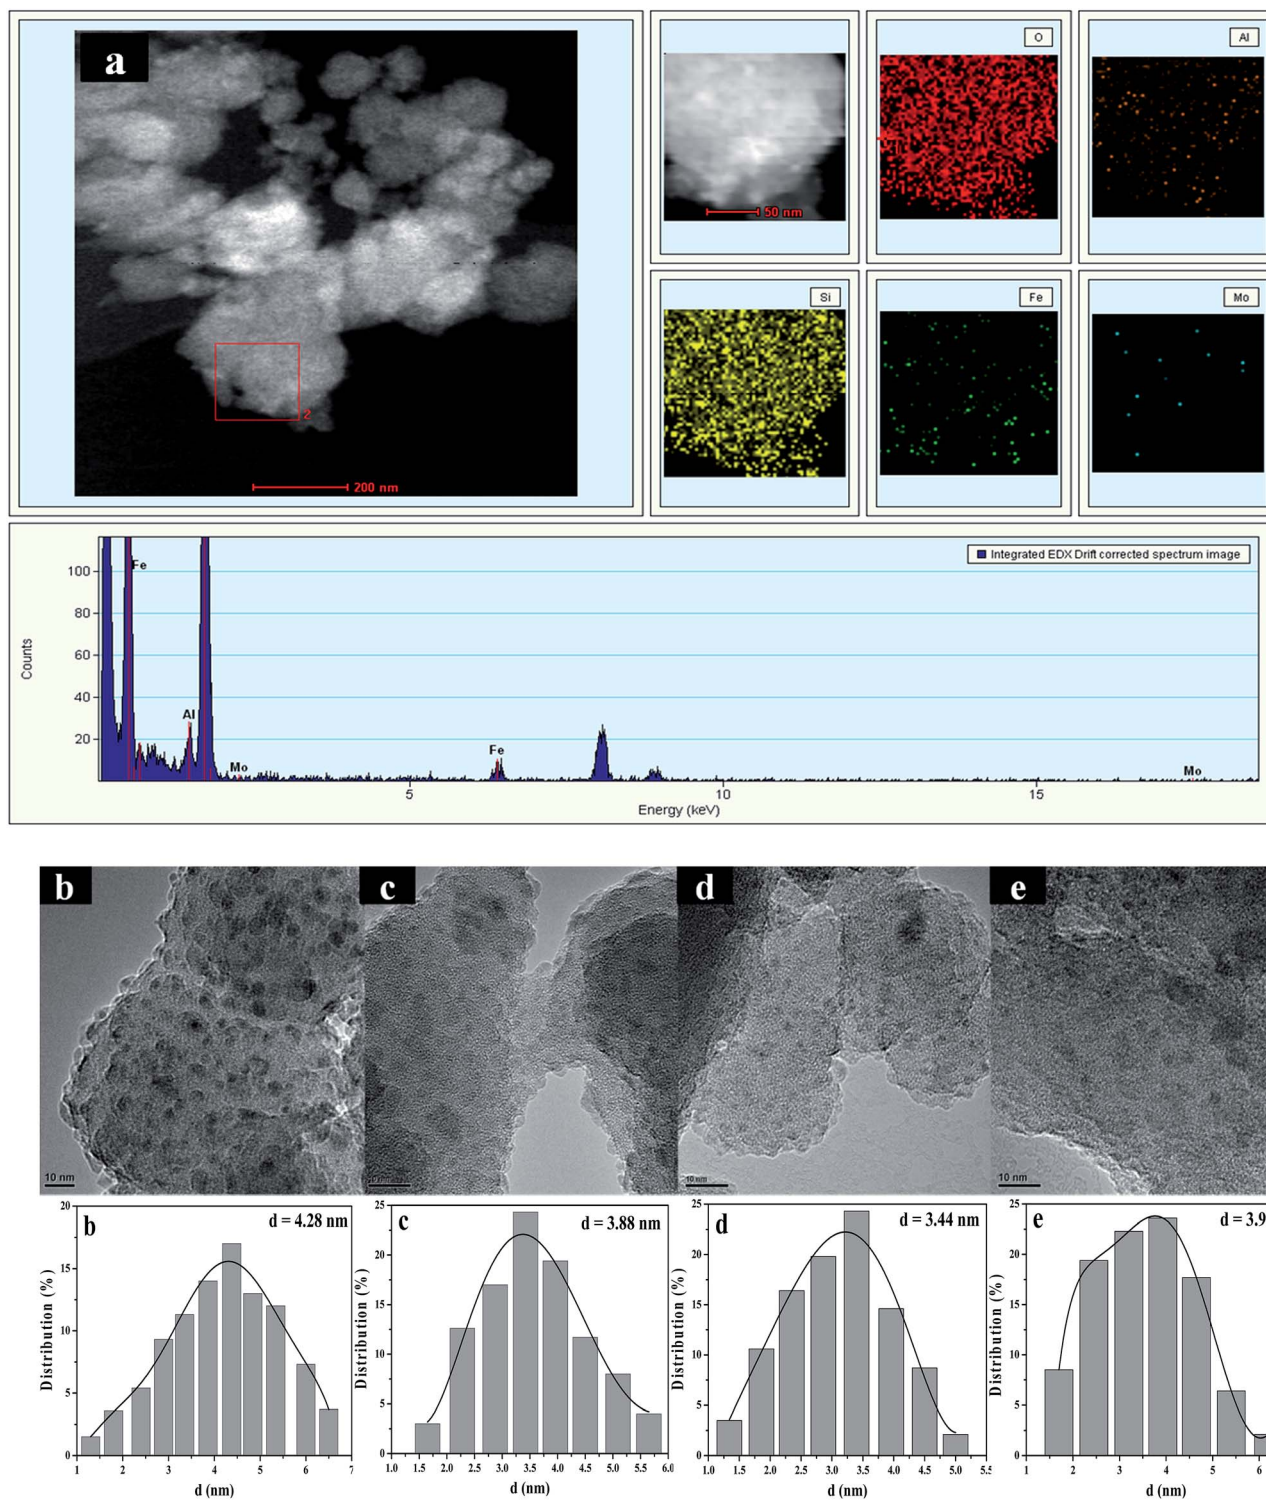 a
2
200 nm
50 nm
O
Al
Si
Fe
Mo
Integrated EDX Drift corrected spectrum image
Counts
100
80
60
40
20
Fe
Al
Mo
Fe
Mo
5
10
15
Energy (keV)
b
c
d
e
10 nm
10 nm
10 nm
b
d = 4.28 nm
Distribution (%)
20
15
10
5
0
1 2 3 4 5 6 7
d (nm)
c
d = 3.88 nm
Distribution (%)
25
20
15
10
5
0
1.0 1.5 2.0 2.5 3.0 3.5 4.0 4.5 5.0 5.5 6.0
d (nm)
d
d = 3.44 nm
Distribution (%)
25
20
15
10
5
0
1.0 1.5 2.0 2.5 3.0 3.5 4.0 4.5 5.0 5.5
d (nm)
e
d = 3.9
Distribution (%)
25
20
15
10
5
0
1 2 3 4 5 6
d (nm)